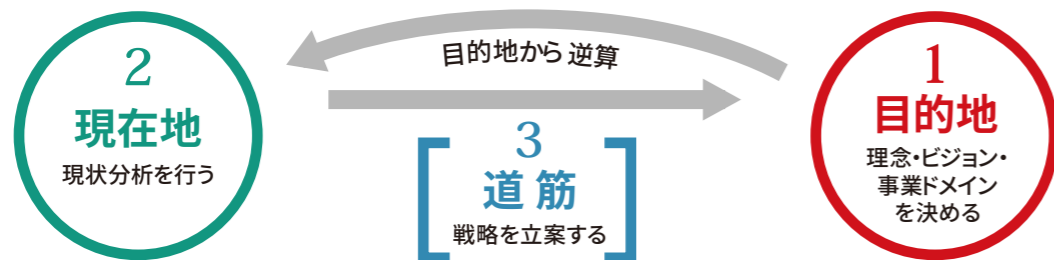 目的地から逆算
2
現在地
現状分析を行う
3
道筋
戦略を立案する
1
目的地
理念・ビジョン・
事業ドメイン
を決める